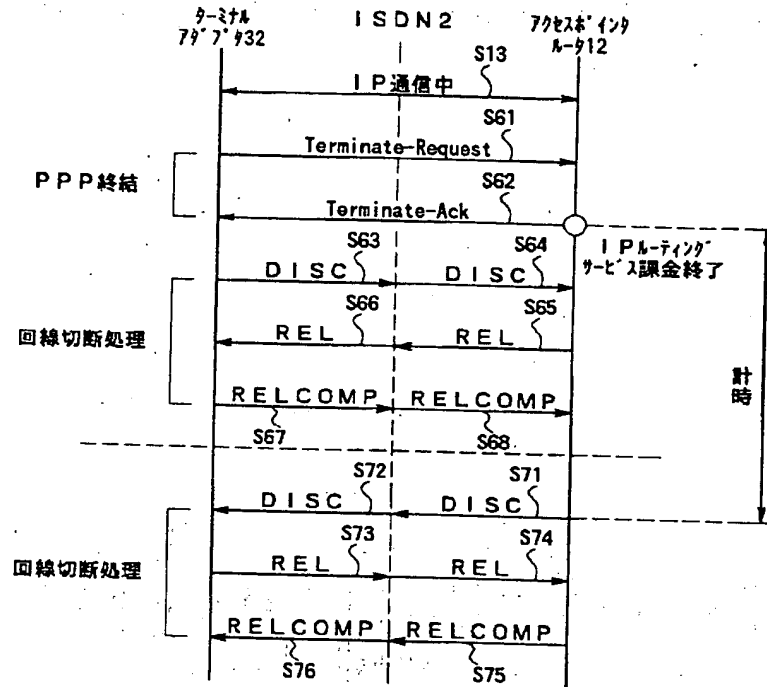 ターミナル
アダプタ32
ISDN2
アクセスポインタ
ルータ12
S13
IP通信中
S61
Terminate-Request
PPP終結
S62
Terminate-Ack
S63
S64
IPルーティング
サービス課金終了
DISC
DISC
S66
S65
回線切断処理
REL
REL
計時
RELCOMP
RELCOMP
S67
S68
S72
S71
DISC
DISC
S73
S74
回線切断処理
REL
REL
RELCOMP
RELCOMP
S76
S75